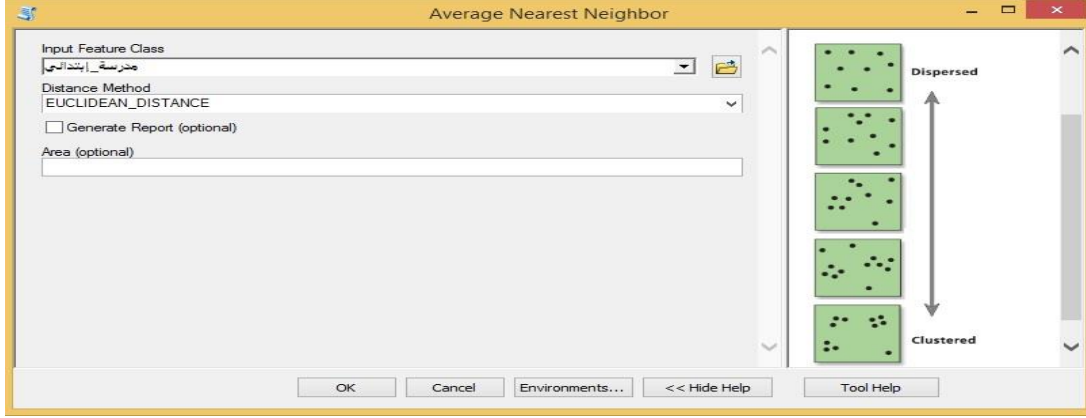 Average Nearest Neighbor
Input Feature Class
مدرسة_إبتدائى
Distance Method
EUCLIDEAN_DISTANCE
Generate Report (optional)
Area (optional)
Dispersed
Clustered
OK
Cancel
Environments...
<< Hide Help
Tool Help